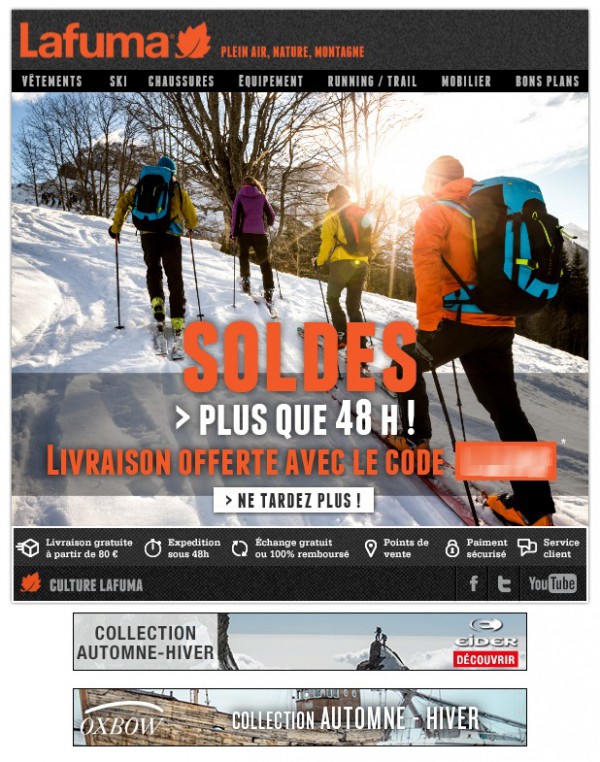 Lafuma PLEIN AIR, NATURE, MONTAGNE
VÊTEMENTS SKI CHAUSSURES EQUIPEMENT RUNNING / TRAIL MOBILIER BONS PLANS
SOLDES
> PLUS QUE 48 H !
LIVRAISON OFFERTE AVEC LE CODE *
> NE TARDEZ PLUS !
Livraison gratuite à partir de 80 €
Expedition sous 48h
Échange gratuit ou 100% remboursé
Points de vente
Paiment sécurisé
Service client
CULTURE LAFUMA f t YouTube
COLLECTION
AUTOMNE-HIVER
EIDER
DÉCOUVRIR
OXBOW COLLECTION AUTOMNE - HIVER